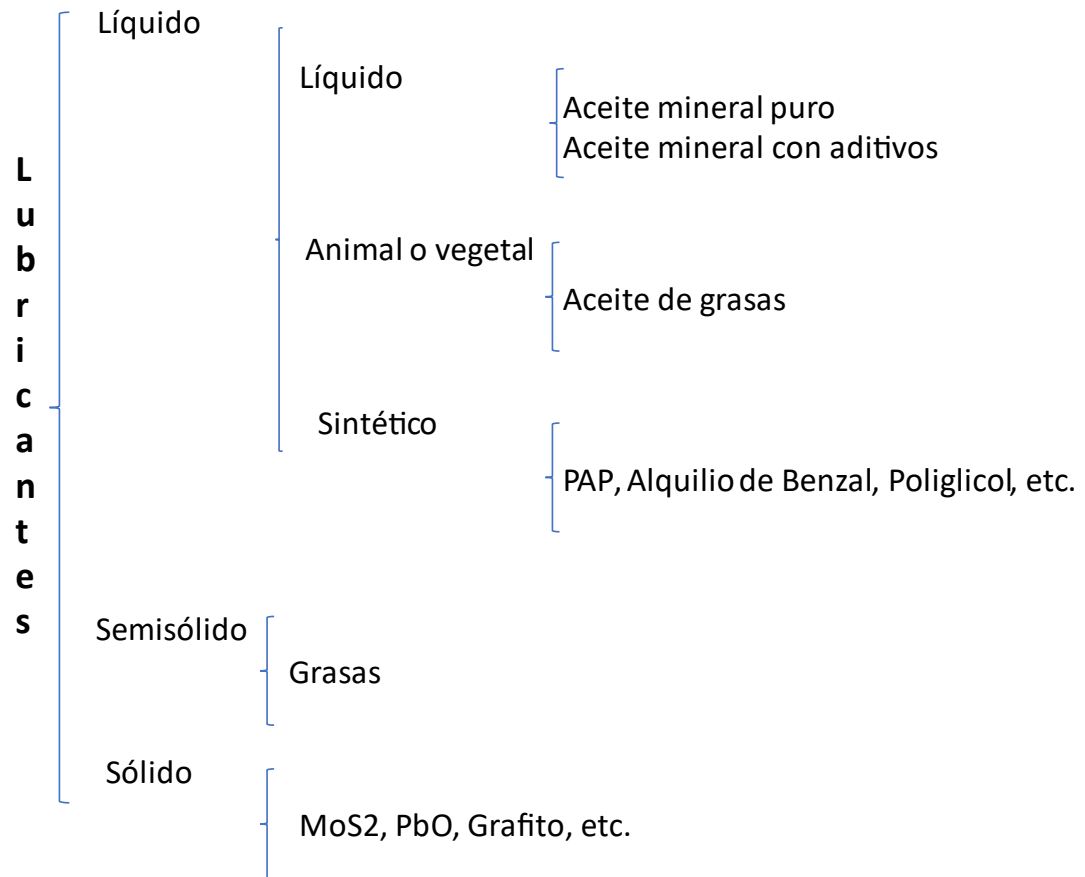 Lubricantes
Líquido
Líquido
Aceite mineral puro
Aceite mineral con aditivos
Animal o vegetal
Aceite de grasas
Sintético
PAP, Alquilio de Benzal, Poliglicol, etc.
Semisólido
Grasas
Sólido
MoS2, PbO, Grafito, etc.